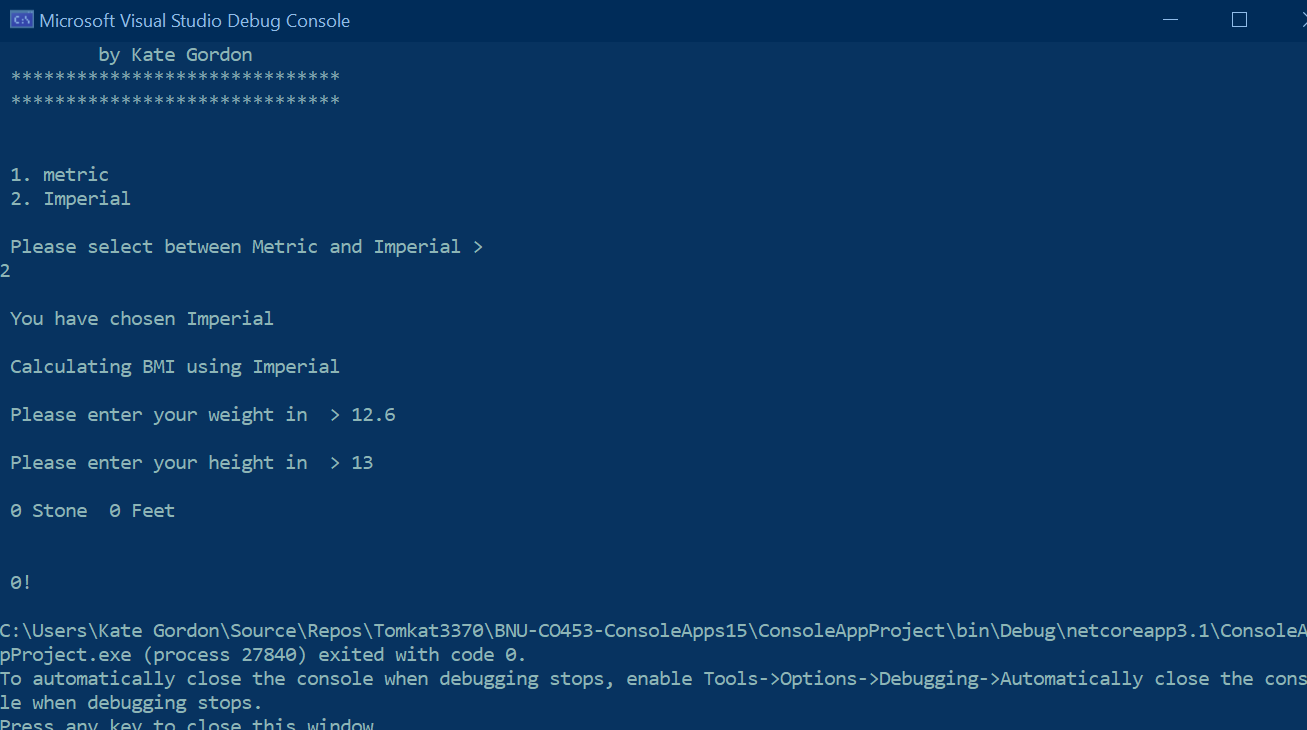 Microsoft Visual Studio Debug Console
by Kate Gordon
******************************
******************************
1. metric
2. Imperial
Please select between Metric and Imperial >
2
You have chosen Imperial
Calculating BMI using Imperial
Please enter your weight in  > 12.6
Please enter your height in  > 13
0 Stone  0 Feet
0!
C:\Users\Kate Gordon\Source\Repos\Tomkat3370\BNU-CO453-ConsoleApps15\ConsoleAppProject\bin\Debug\netcoreapp3.1\ConsoleA
pProject.exe (process 27840) exited with code 0.
To automatically close the console when debugging stops, enable Tools->Options->Debugging->Automatically close the cons
le when debugging stops.
Press any key to close this window